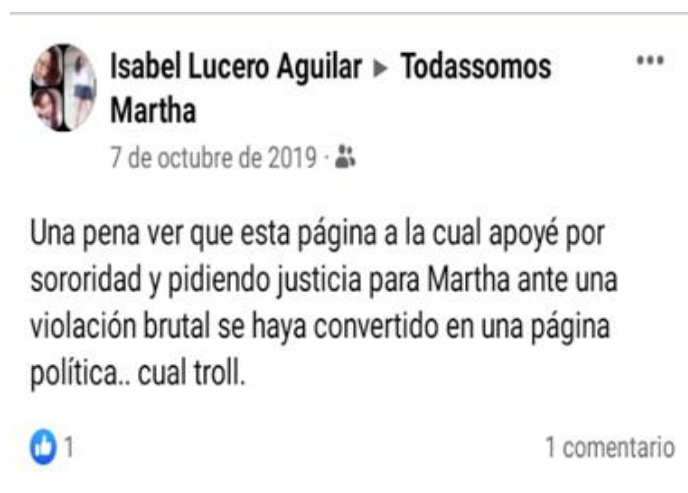 Isabel Lucero Aguilar ▸ Todassomos
Martha
7 de octubre de 2019 ·
Una pena ver que esta página a la cual apoyé por
sororidad y pidiendo justicia para Martha ante una
violación brutal se haya convertido en una página
política.. cual troll.
1
1 comentario